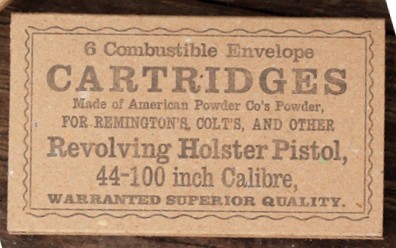 6 Combustible Envelope
CARTRIDGES
Made of American Powder Co's Powder,
FOR REMINGTON'S, COLT'S, AND OTHER
Revolving Holster Pistol,
44-100 inch Calibre,
WARRANTED SUPERIOR QUALITY.